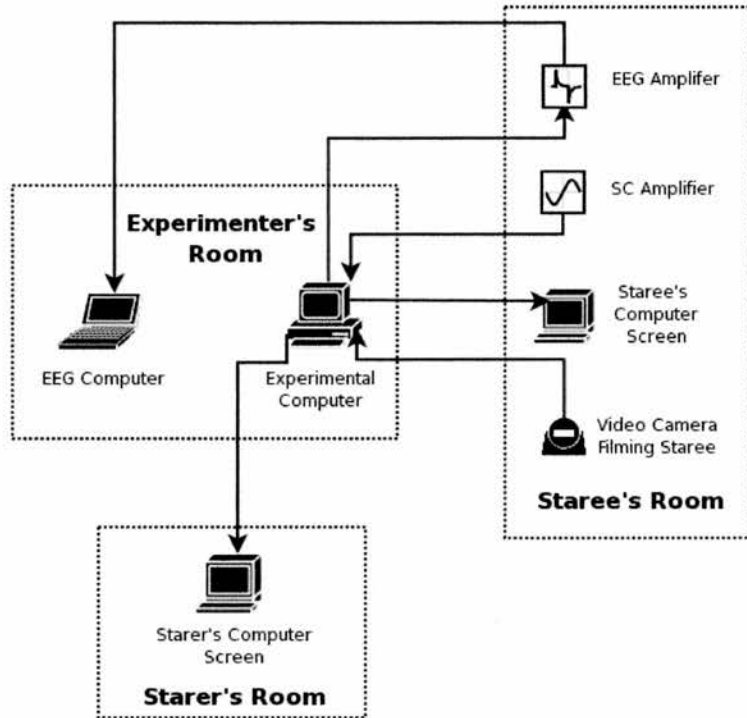 EEG Amplifer
SC Amplifier
Experimenter's
Room
Staree's
Computer
Screen
EEG Computer
Experimental
Computer
Video Camera
Filming Staree
Staree's Room
Starer's Computer
Screen
Starer's Room